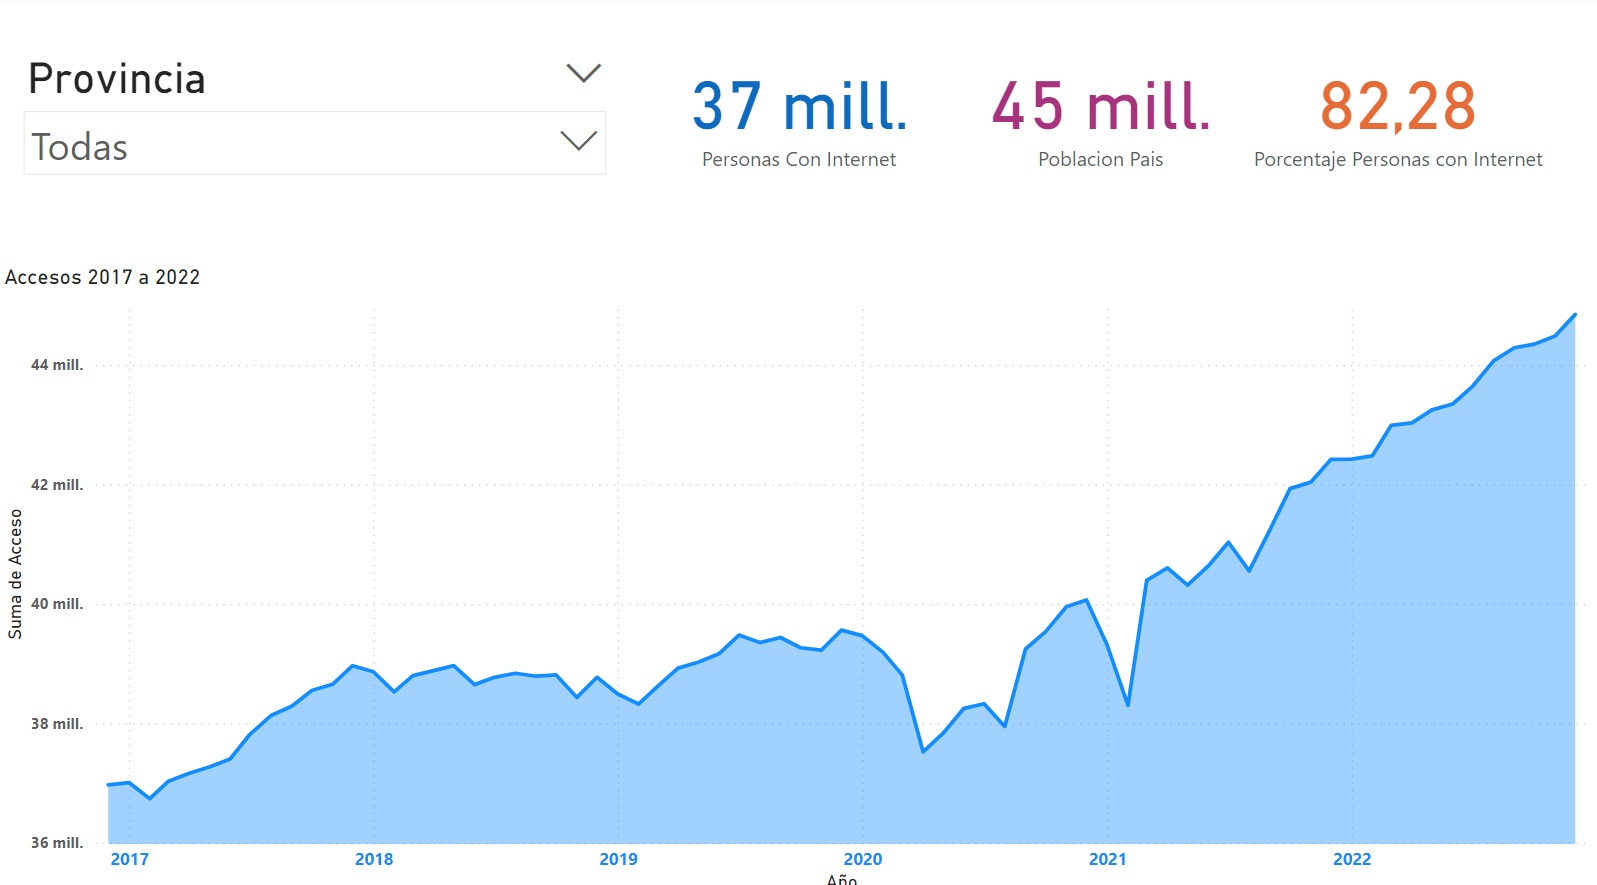 Provincia
Todas
37 mill.
Personas Con Internet
45 mill.
Poblacion Pais
82,28
Porcentaje Personas con Internet
Accesos 2017 a 2022
Suma de Acceso
44 mill.
42 mill.
40 mill.
38 mill.
36 mill.
2017 2018 2019 2020 2021 2022
Año